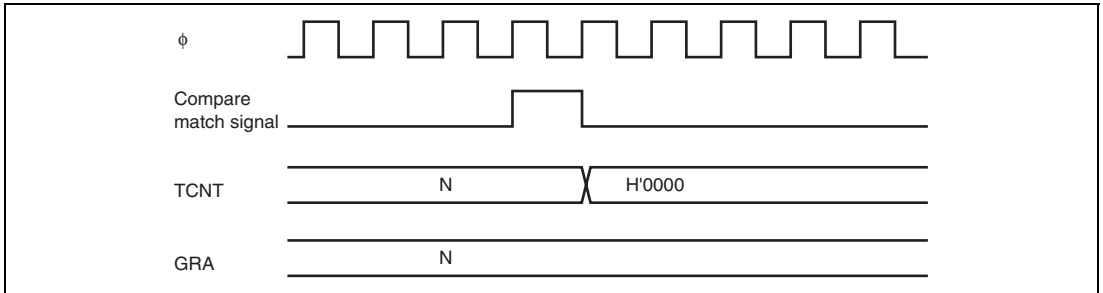 ϕ
Compare
match signal
TCNT
N
H'0000
GRA
N